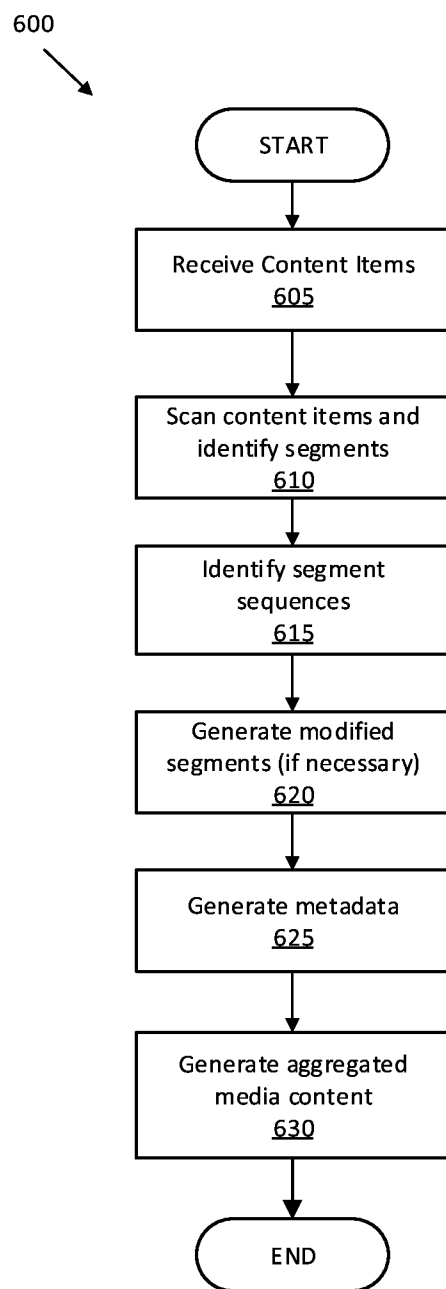 600
START
Receive Content Items
605
Scan content items and
identify segments
610
Identify segment
sequences
615
Generate modified
segments (if necessary)
620
Generate metadata
625
Generate aggregated
media content
630
END